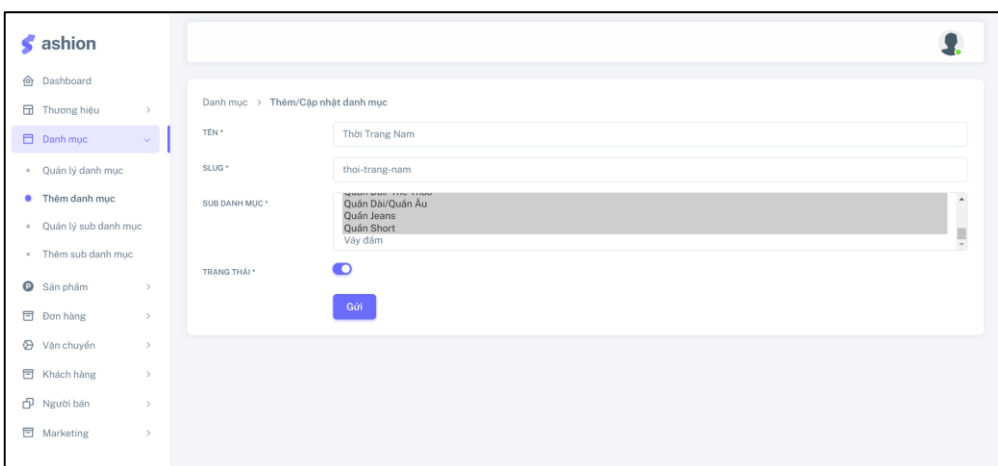 ashion
Dashboard
Thương hiệu
Danh mục
Quản lý danh mục
Thêm danh mục
Quản lý sub danh mục
Thêm sub danh mục
Sản phẩm
Đơn hàng
Vận chuyển
Khách hàng
Người bán
Marketing
Danh mục > Thêm/Cập nhật danh mục
TÊN *
Thời Trang Nam
SLUG *
thoi-trang-nam
SUB DANH MỤC *
Quần Dài/Quần Âu
Quần Jeans
Quần Short
Váy đầm
TRẠNG THÁI *
Gửi